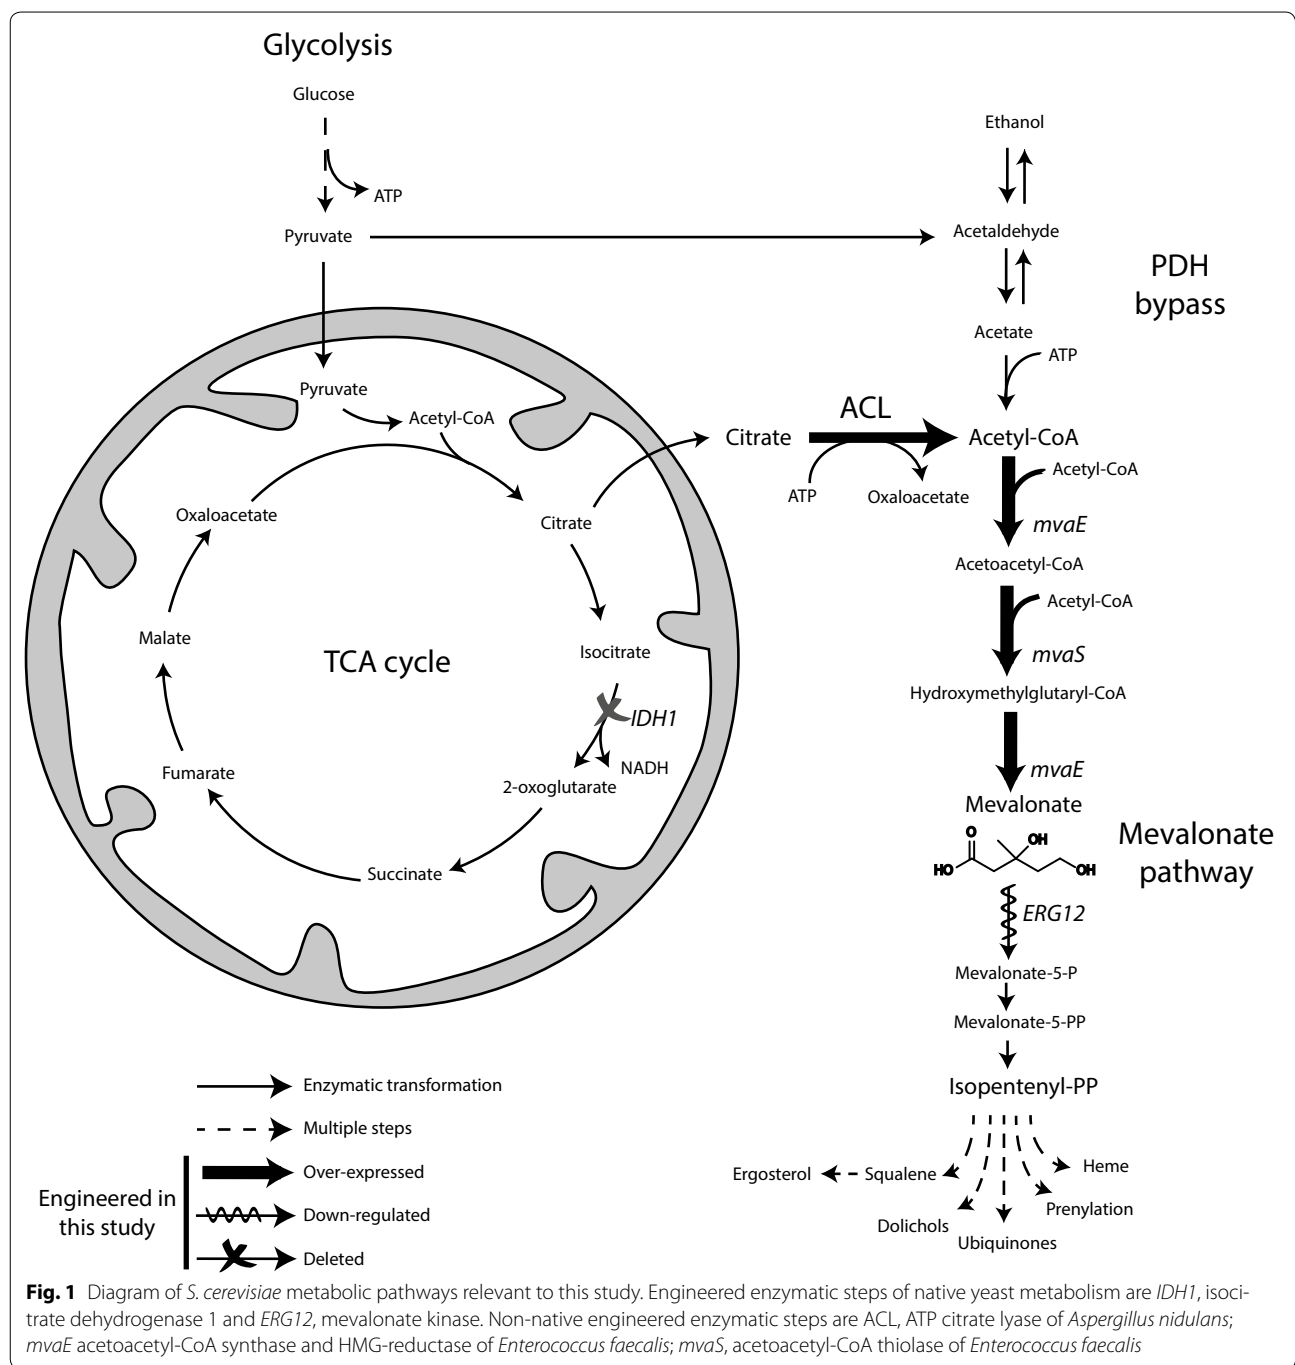 Glycolysis
Glucose
ATP
Pyruvate
Ethanol
Acetaldehyde
PDH
bypass
Acetate
ATP
Pyruvate
Acetyl-CoA
ACL
Citrate
Acetyl-CoA
ATP
Oxaloacetate
Acetyl-CoA
mvaE
Oxaloacetate
Citrate
Acetoacetyl-CoA
Acetyl-CoA
Malate
TCA cycle
Isocitrate
mvaS
Hydroxymethylglutaryl-CoA
IDH1
NADH
Fumarate
2-oxoglutarate
mvaE
Mevalonate
Mevalonate
pathway
O
OH
HO
OH
Succinate
ERG12
Mevalonate-5-P
Mevalonate-5-PP
Isopentenyl-PP
Ergosterol
Squalene
Heme
Dolichols
Prenylation
Ubiquinones
Enzymatic transformation
Multiple steps
Engineered in
this study
Over-expressed
Down-regulated
Deleted
Fig. 1 Diagram of S. cerevisiae metabolic pathways relevant to this study. Engineered enzymatic steps of native yeast metabolism are IDH1, isoci-
trate dehydrogenase 1 and ERG12, mevalonate kinase. Non-native engineered enzymatic steps are ACL, ATP citrate lyase of Aspergillus nidulans;
mvaE acetoacetyl-CoA synthase and HMG-reductase of Enterococcus faecalis; mvaS, acetoacetyl-CoA thiolase of Enterococcus faecalis